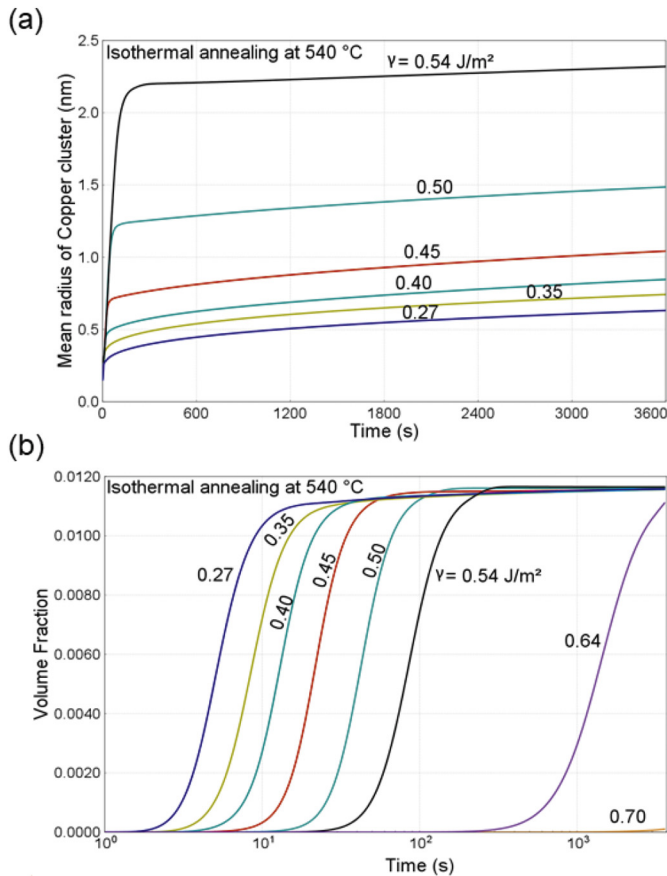 (a)
2.5
Isothermal annealing at 540 °C
γ = 0.54 J/m²
2.0
1.5
0.50
1.0
0.45
0.40
0.35
0.5
0.27
0.0
0 600 1200 1800 2400 3000 3600
Mean radius of Copper cluster (nm)
Time (s)
(b)
0.0120
Isothermal annealing at 540 °C
0.0100
0.35
0.27
0.40
0.45
0.50
γ = 0.54 J/m²
0.0080
0.64
0.0060
0.0040
0.0020
0.70
0.0000
10⁰ 10¹ 10² 10³
Volume Fraction
Time (s)